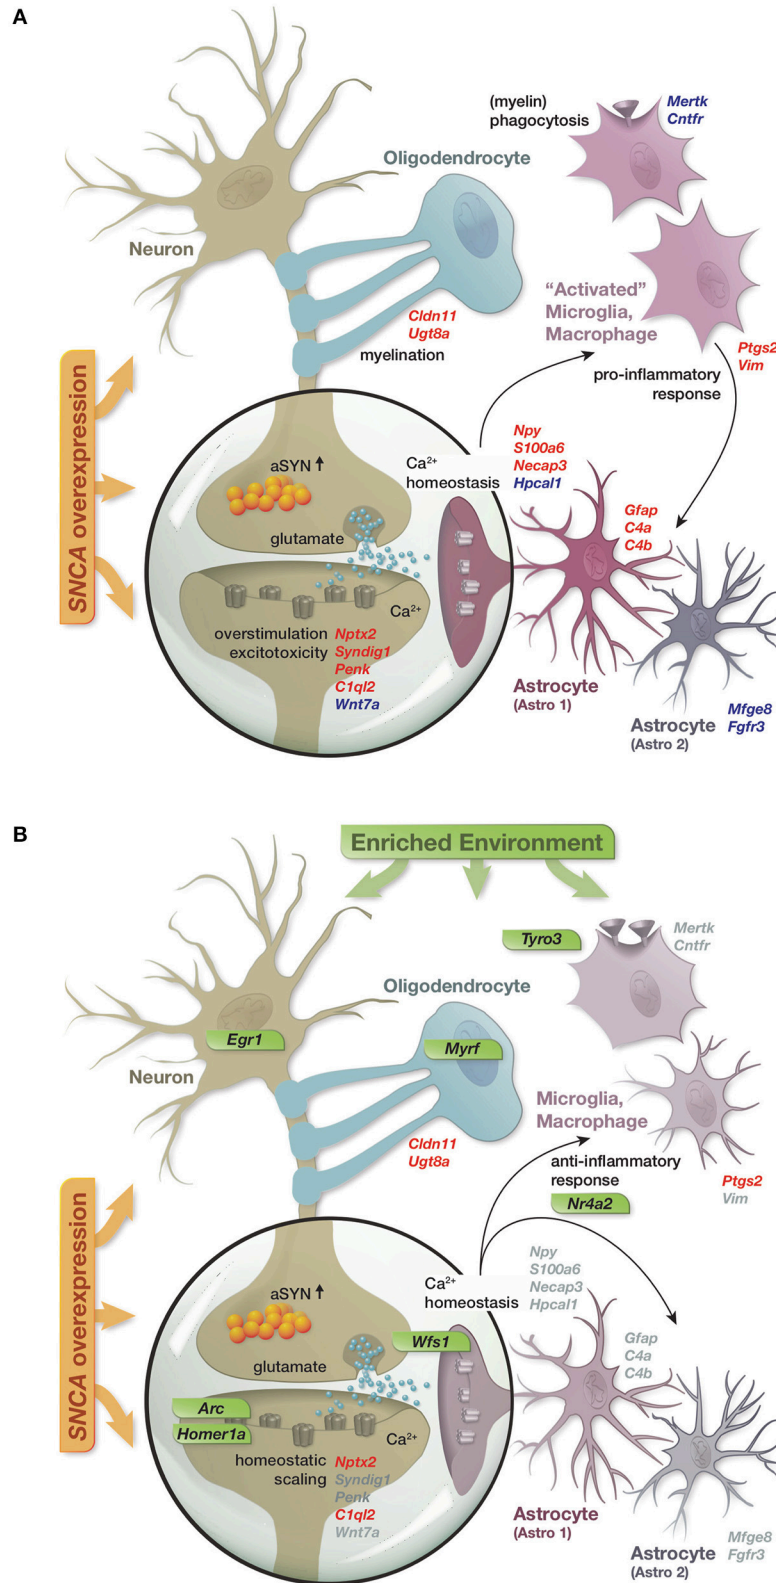 A
(myelin)
phagocytosis
Mertk
Cntfr
Oligodendrocyte
Neuron
"Activated"
Microglia,
Macrophage
Cldn11
Ugt8a
myelination
Ptgs2
Vim
pro-inflammatory
response
SNCA overexpression
aSYN ↑
Ca²⁺
homeostasis
Npy
S100a6
Necap3
Hpcal1
glutamate
Gfap
C4a
C4b
Ca²⁺
overstimulation
excitotoxicity
Nptx2
Syndig1
Penk
C1ql2
Wnt7a
Astrocyte
(Astro 1)
Astrocyte
(Astro 2)
Mfge8
Fgfr3
B
Enriched Environment
Tyro3
Mertk
Cntfr
Oligodendrocyte
Egr1
Myrf
Neuron
Microglia,
Macrophage
Cldn11
Ugt8a
anti-inflammatory
response
Nr4a2
Ptgs2
Vim
SNCA overexpression
aSYN ↑
Ca²⁺
homeostasis
Npy
S100a6
Necap3
Hpcal1
Wfs1
glutamate
Gfap
C4a
C4b
Arc
Homer1a
Ca²⁺
homeostatic
scaling
Nptx2
Syndig1
Penk
C1ql2
Wnt7a
Astrocyte
(Astro 1)
Astrocyte
(Astro 2)
Mfge8
Fgfr3